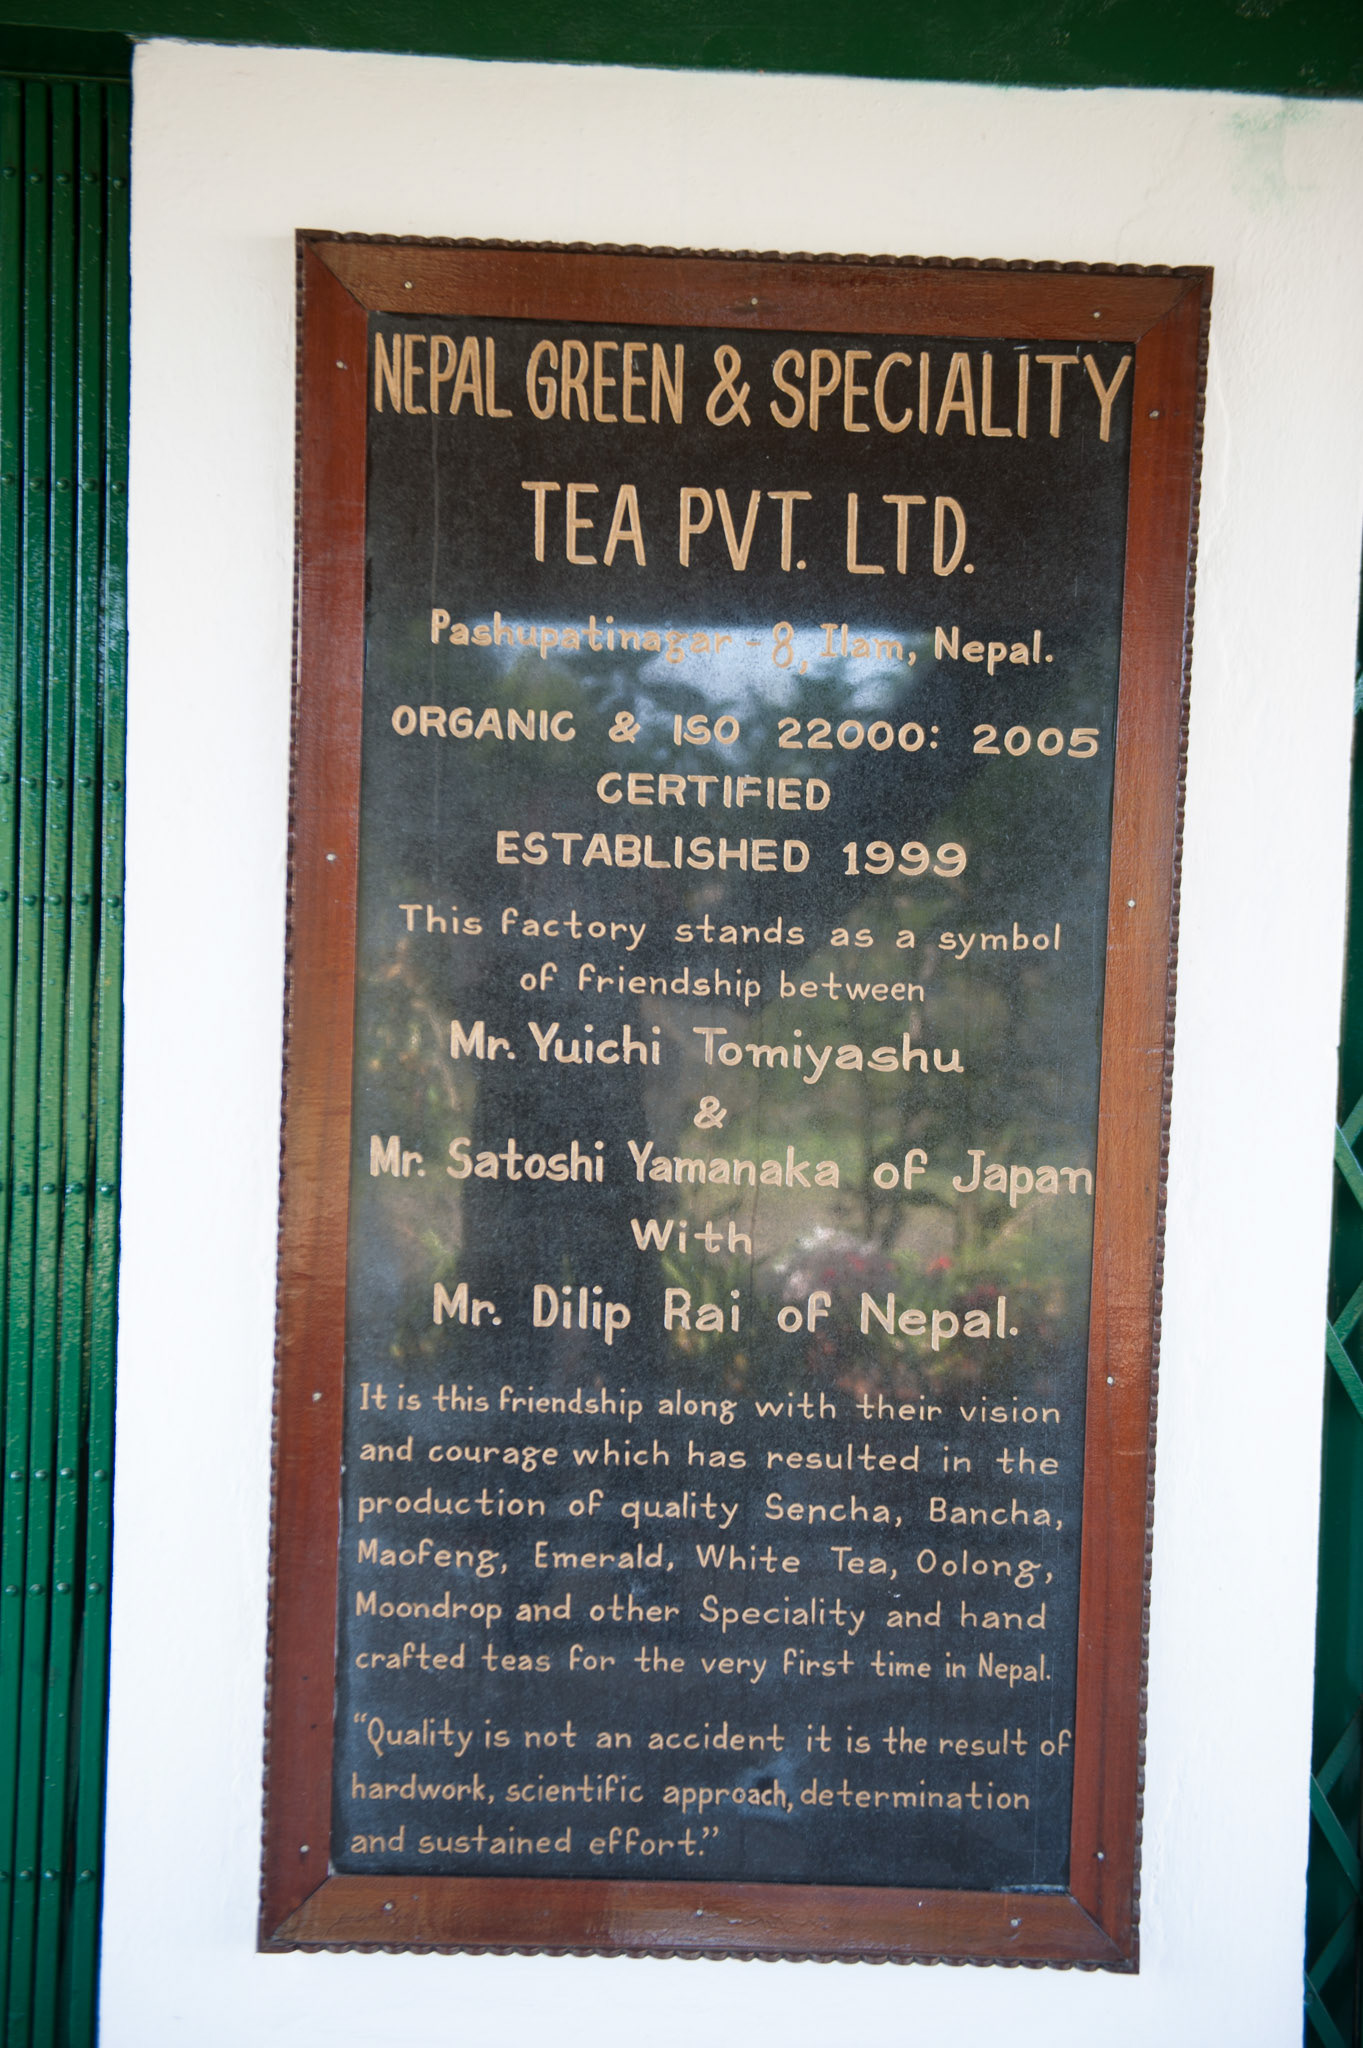 NEPAL GREEN & SPECIALITY
TEA PVT. LTD.
Pashupatinagar - 8, Ilam, Nepal.
ORGANIC & ISO 22000: 2005
CERTIFIED
ESTABLISHED 1999
This factory stands as a symbol
of friendship between
Mr. Yuichi Tomiyashu
&
Mr. Satoshi Yamanaka of Japan
With
Mr. Dilip Rai of Nepal.
It is this friendship along with their vision
and courage which has resulted in the
production of quality Sencha, Bancha,
Maofeng, Emerald, White Tea, Oolong,
Moondrop and other Speciality and hand
crafted teas for the very first time in Nepal.
“Quality is not an accident it is the result of
hardwork, scientific approach, determination
and sustained effort.”